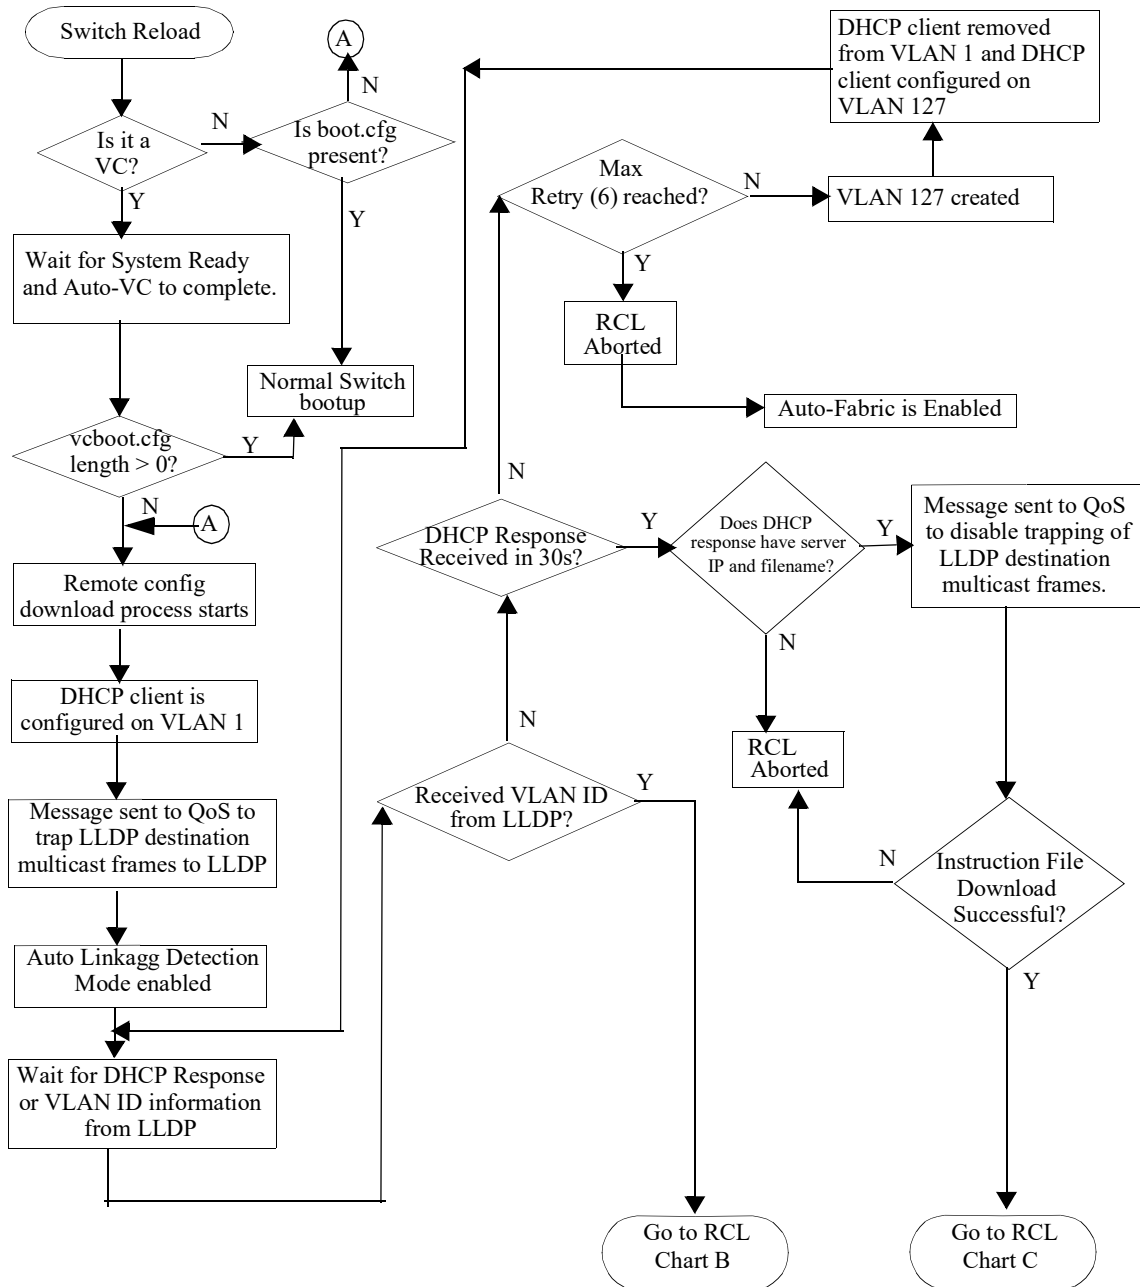 Switch Reload
A
DHCP client removed
from VLAN 1 and DHCP
client configured on
VLAN 127
N
N
Is it a
VC?
Is boot.cfg
present?
Max
Retry (6) reached?
N
VLAN 127 created
Y
Y
Wait for System Ready
and Auto-VC to complete.
Y
RCL
Aborted
Normal Switch
bootup
Auto-Fabric is Enabled
vcboot.cfg
length > 0?
Y
N
N
A
DHCP Response
Received in 30s?
Y
Does DHCP
response have server
IP and filename?
Y
Message sent to QoS
to disable trapping of
LLDP destination
multicast frames.
Remote config
download process starts
N
DHCP client is
configured on VLAN 1
N
RCL
Aborted
Message sent to QoS to
trap LLDP destination
multicast frames to LLDP
Received VLAN ID
from LLDP?
Y
N
Instruction File
Download
Successful?
Auto Linkagg Detection
Mode enabled
Y
Wait for DHCP Response
or VLAN ID information
from LLDP
Go to RCL
Chart B
Go to RCL
Chart C